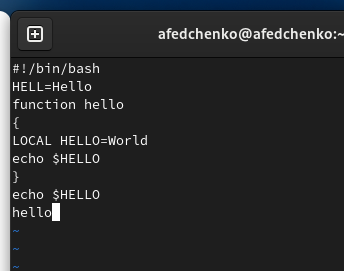 afedchenko@afedchenko:~
#!/bin/bash
HELL=Hello
function hello
{
LOCAL HELLO=World
echo $HELLO
}
echo $HELLO
hello
~
~
~